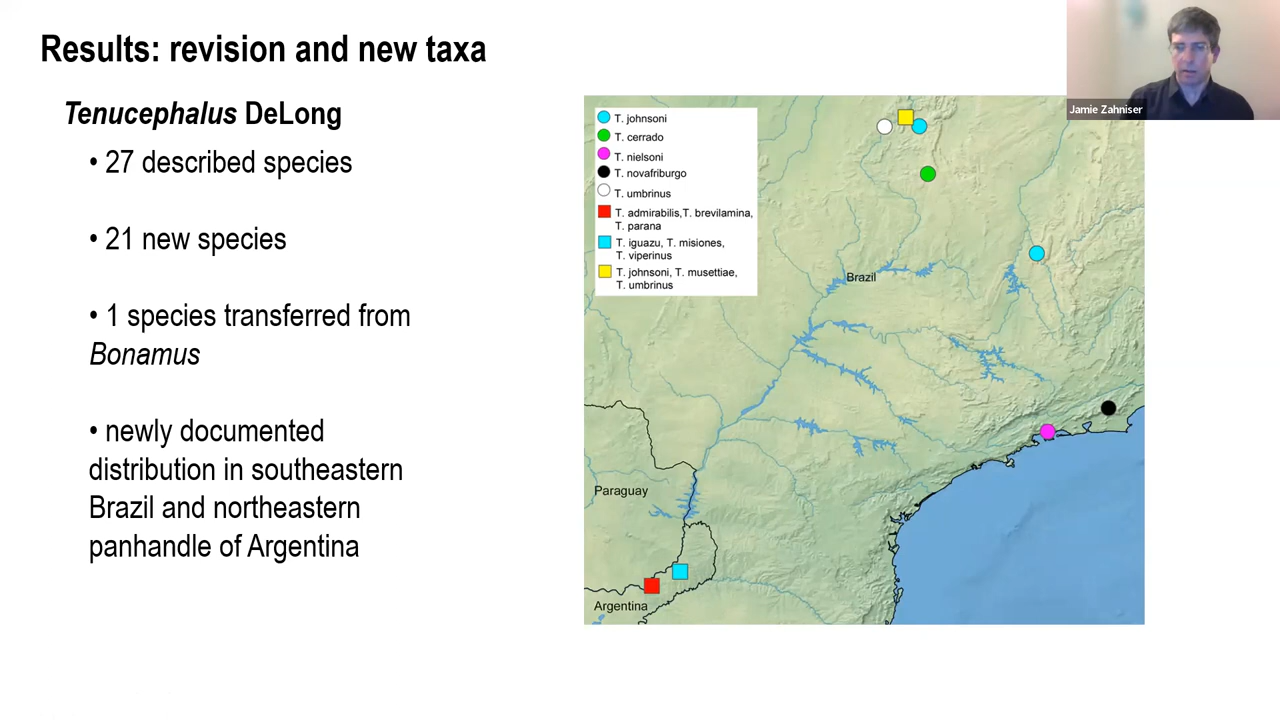 Results: revision and new taxa
Tenucephalus DeLong
• 27 described species
• 21 new species
• 1 species transferred from
Bonamus
• newly documented
distribution in southeastern
Brazil and northeastern
panhandle of Argentina
T. johnsoni
T. cerrado
T. nielsoni
T. novafriburgo
T. umbrinus
T. admirabilis,T. brevilamina,
T. parana
T. iguazu, T. misiones,
T. viperinus
T. johnsoni, T. musettiae,
T. umbrinus
Brazil
Paraguay
Argentina
Jamie Zahniser